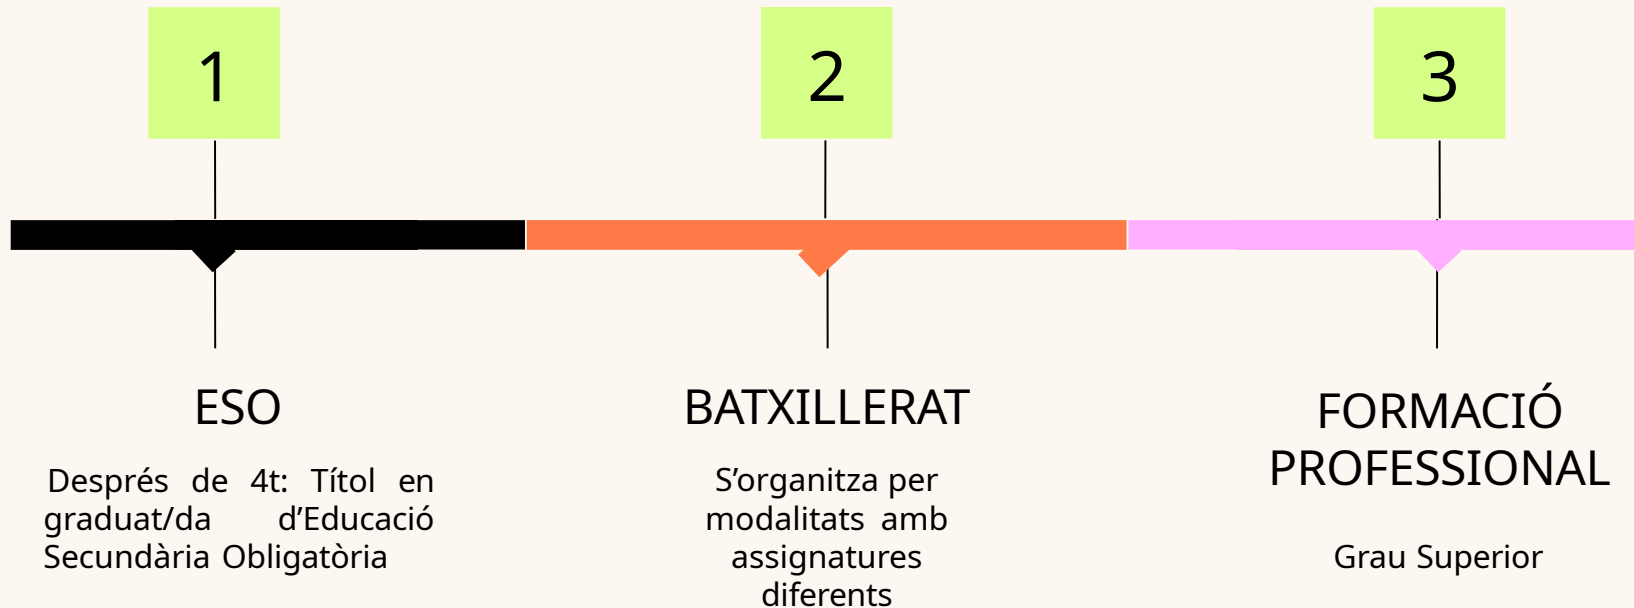 1
2
3
ESO
Després de 4t: Títol en
graduat/da d’Educació
Secundària Obligatòria
BATXILLERAT
S’organitza per
modalitats amb
assignatures
diferents
FORMACIÓ
PROFESSIONAL
Grau Superior